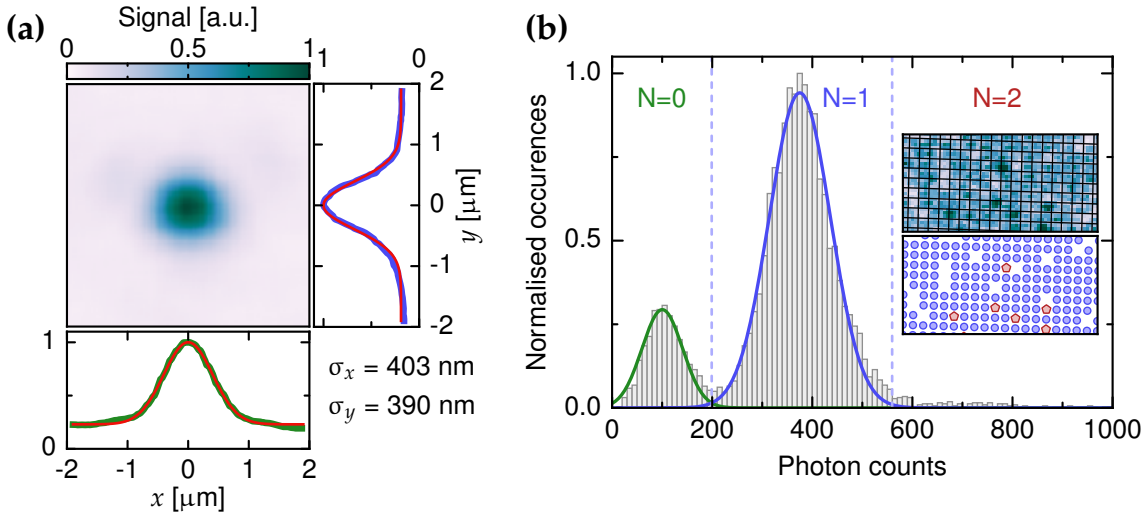 (a)
Signal [a.u.]
0 0.5 1
1 0
2
1
0
-1
-2
y [μm]
1
0
-2 -1 0 1 2
x [μm]
σx = 403 nm
σy = 390 nm
(b)
N=0 N=1 N=2
1.0
0.5
0.0
Normalised occurences
0 200 400 600 800 1000
Photon counts